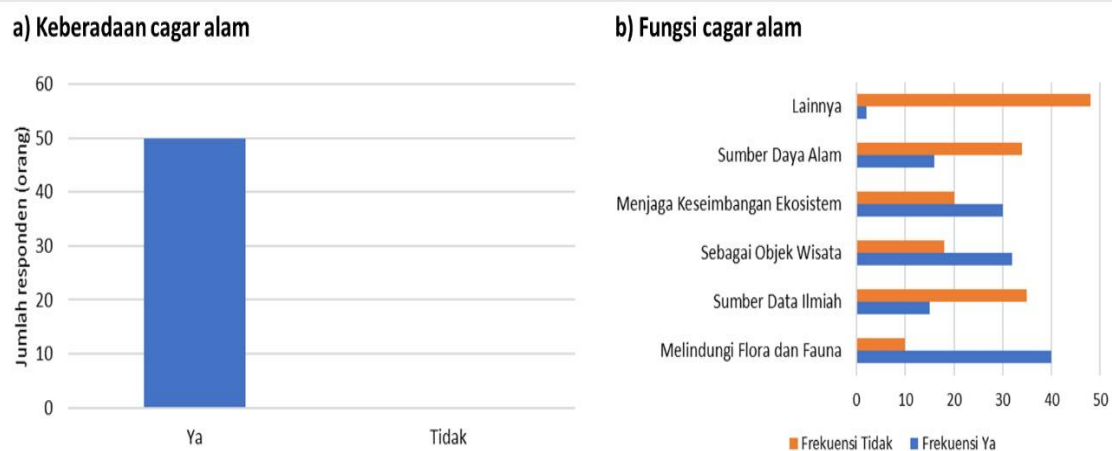 a) Keberadaan cagar alam
60
50
40
30
20
10
0
Jumlah responden (orang)
Ya
Tidak
b) Fungsi cagar alam
Lainnya
Sumber Daya Alam
Menjaga Keseimbangan Ekosistem
Sebagai Objek Wisata
Sumber Data Ilmiah
Melindungi Flora dan Fauna
0 10 20 30 40 50
Frekuensi Tidak Frekuensi Ya